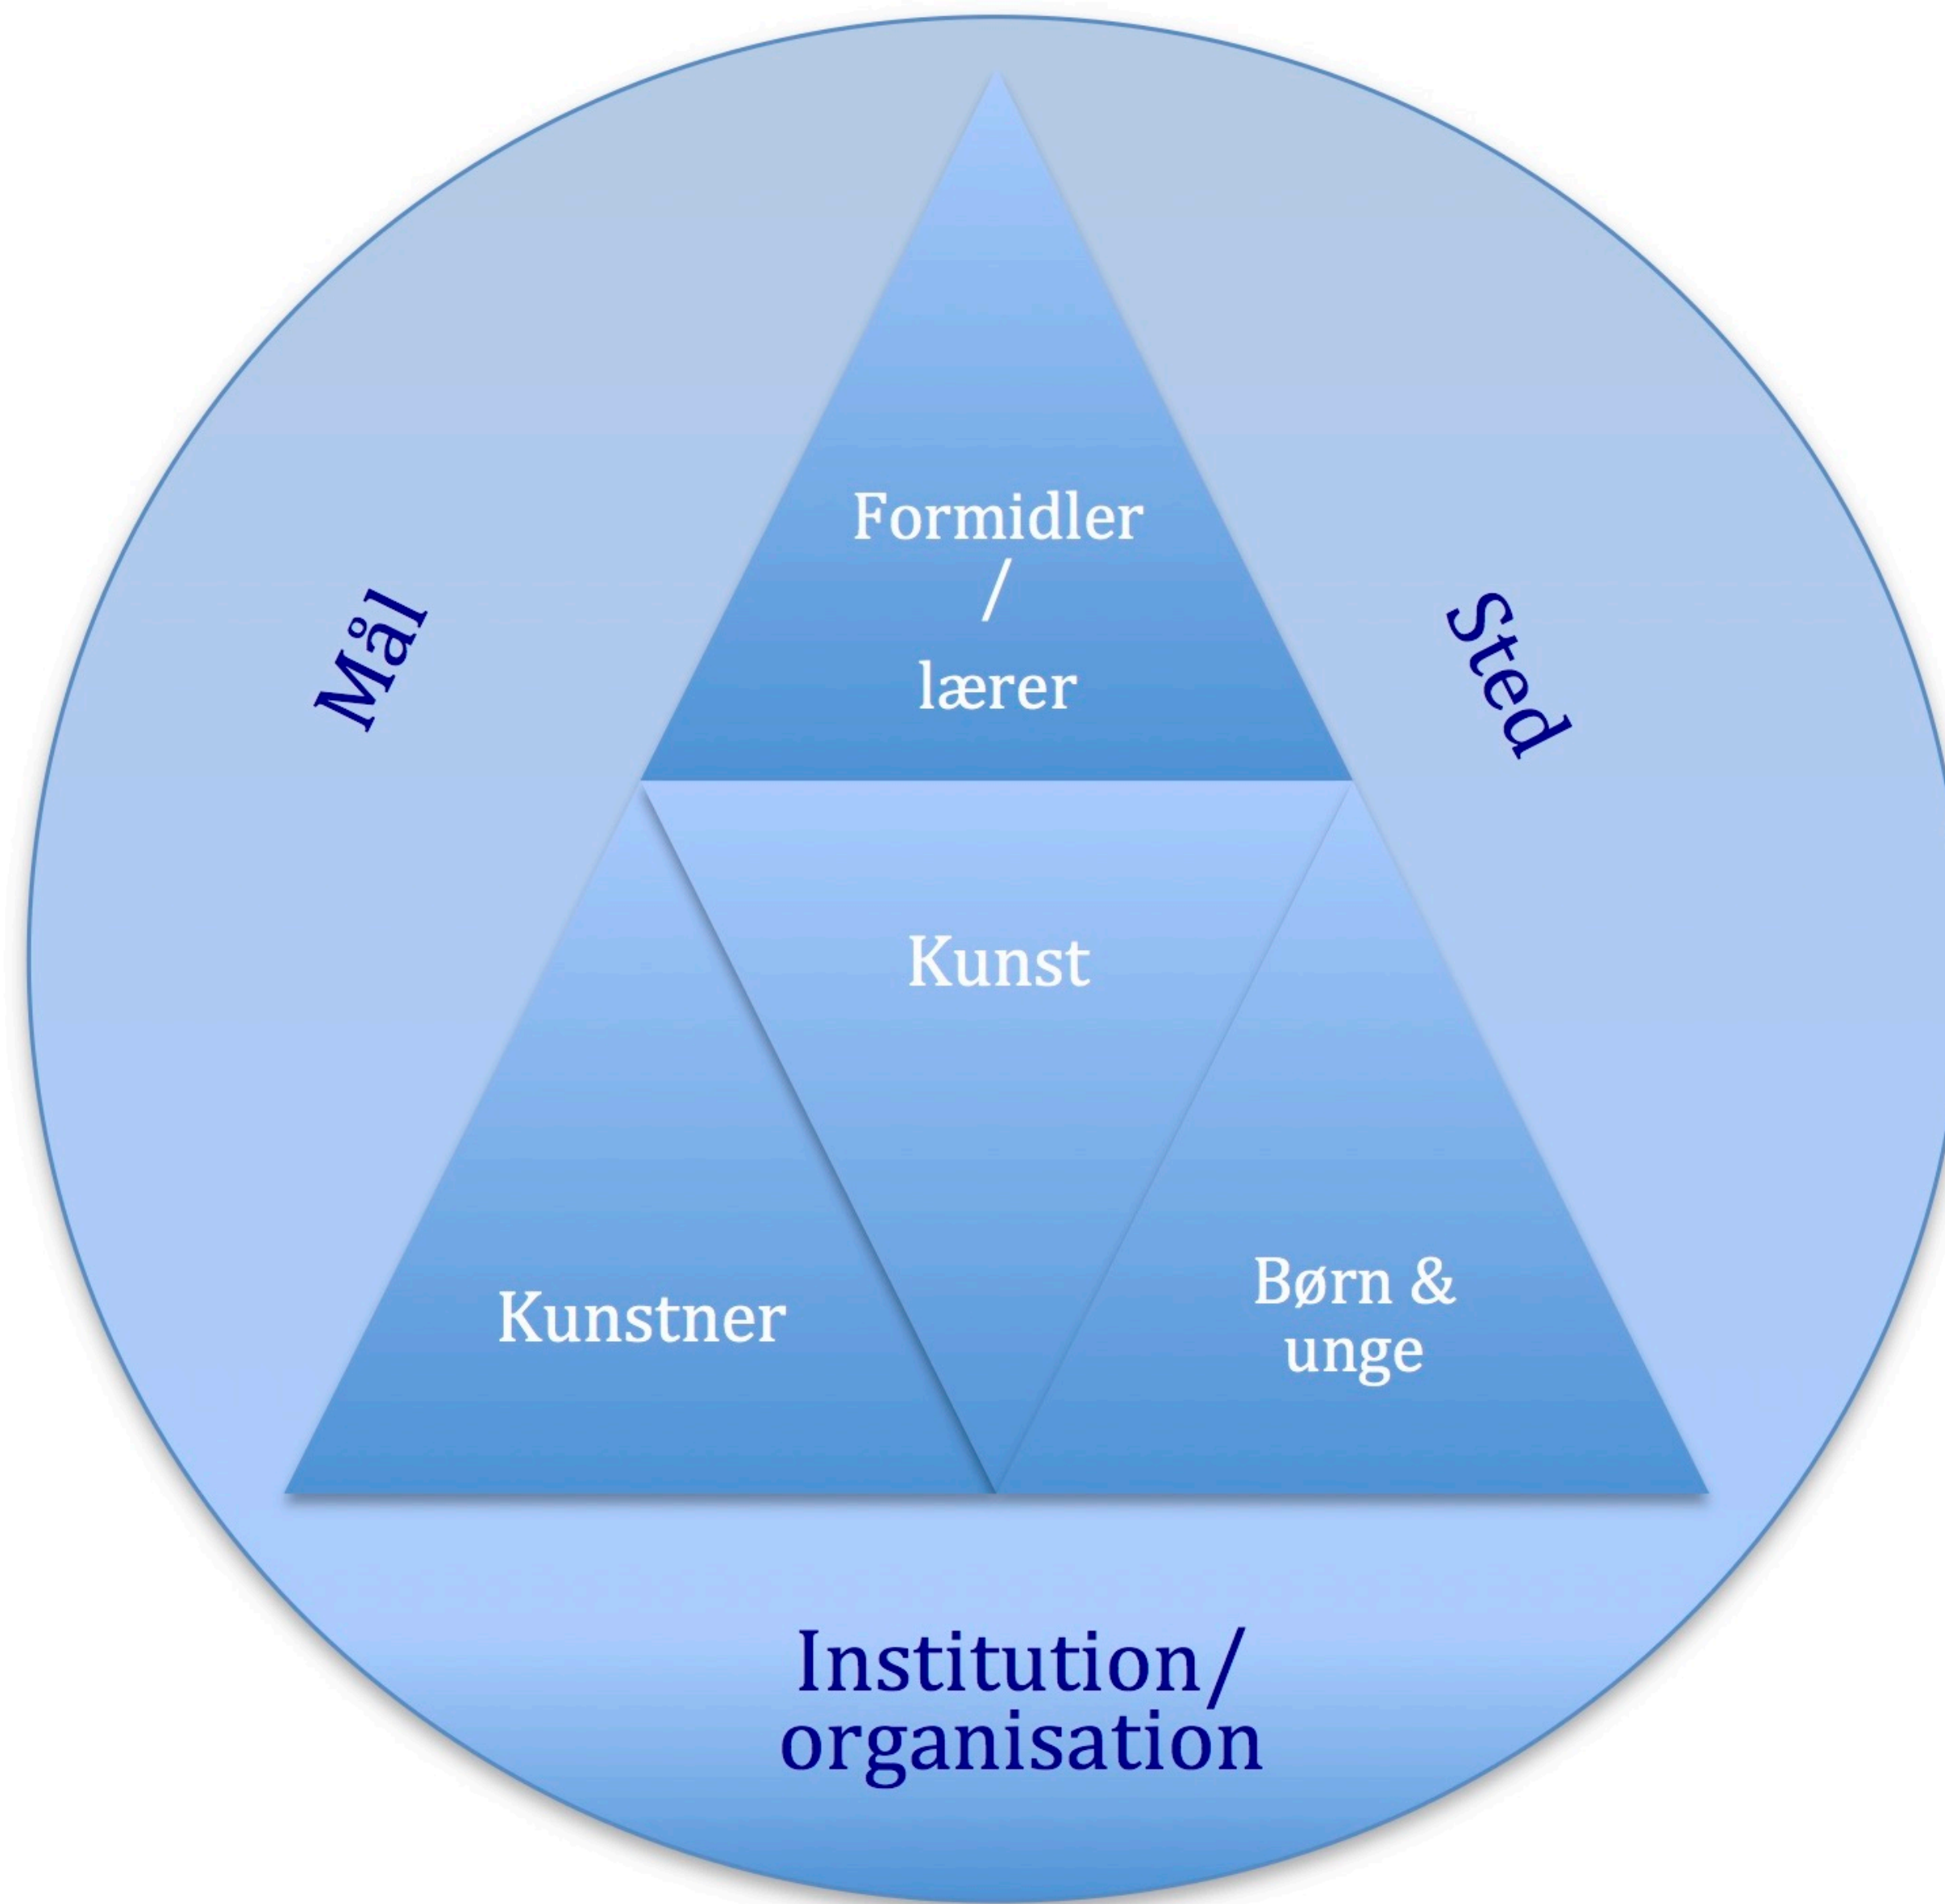 Formidler
/
lærer
Mål
Sted
Kunst
Kunstner
Børn &
unge
Institution/
organisation